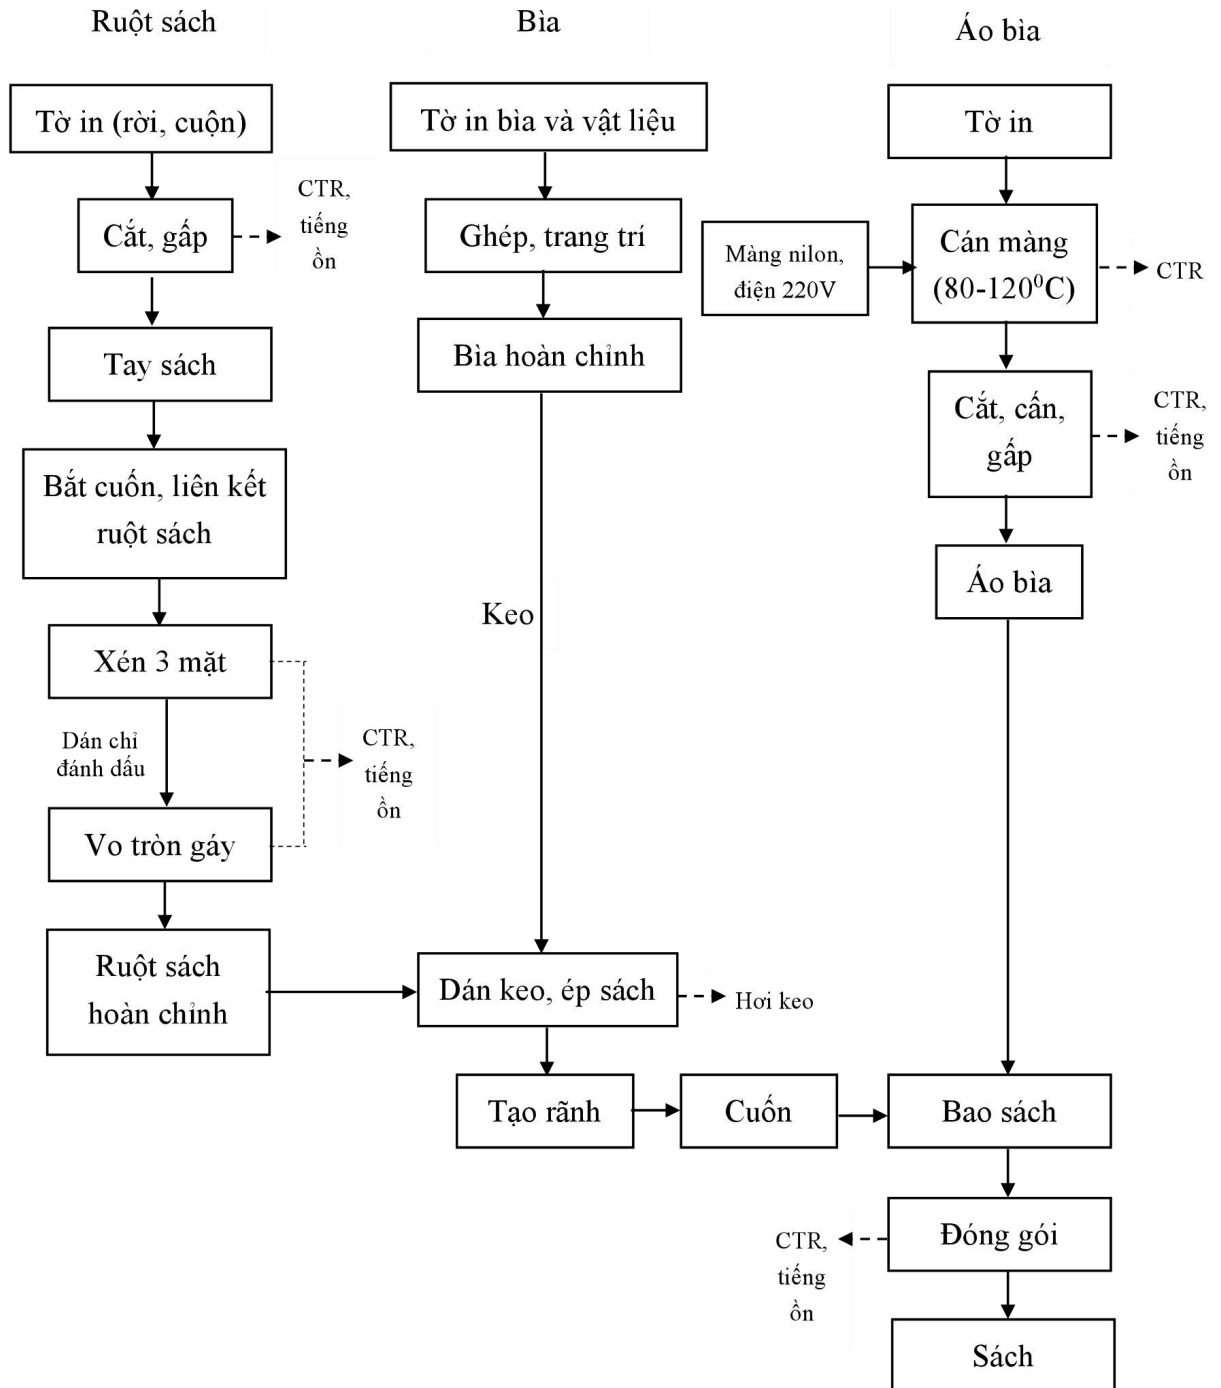 Ruột sách
Bìa
Áo bìa
Tờ in (rời, cuộn)
Tờ in bìa và vật liệu
Tờ in
Cắt, gấp
CTR,
tiếng
ồn
Ghép, trang trí
Màng nilon,
điện 220V
Cán màng
(80-120⁰C)
CTR
Tay sách
Bìa hoàn chỉnh
Cắt, cấn,
gấp
CTR,
tiếng
ồn
Bắt cuốn, liên kết
ruột sách
Áo bìa
Keo
Xén 3 mặt
Dán chỉ
đánh dấu
CTR,
tiếng
ồn
Vo tròn gáy
Ruột sách
hoàn chỉnh
Dán keo, ép sách
Hơi keo
Tạo rãnh
Cuốn
Bao sách
Đóng gói
CTR,
tiếng
ồn
Sách